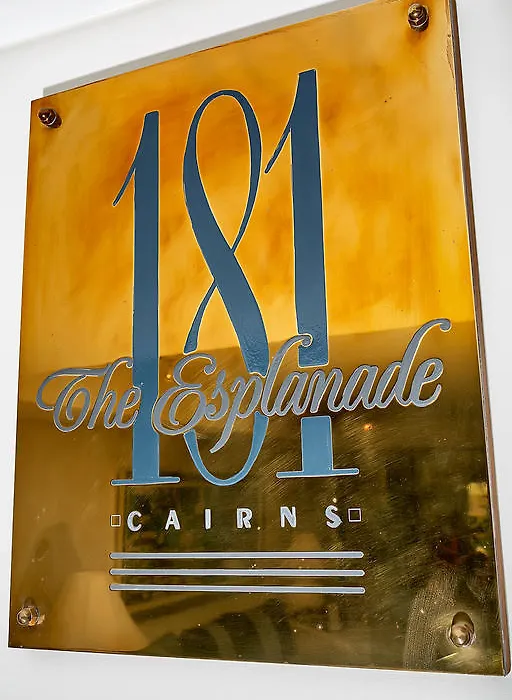 181
The Esplanade
CAIRNS